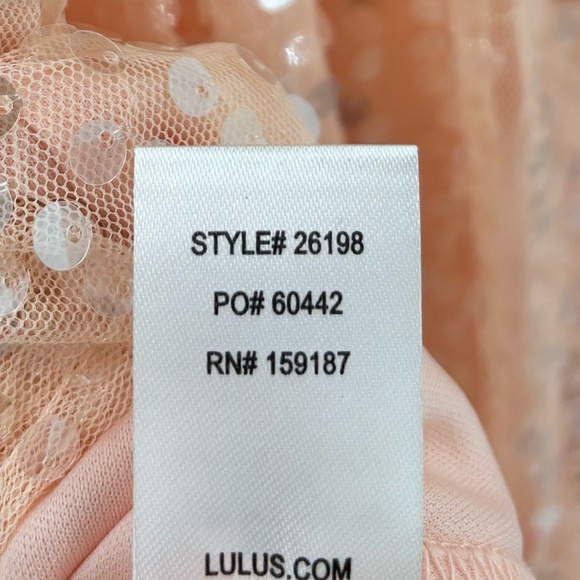 STYLE# 26198
PO# 60442
RN# 159187
LULUS.COM